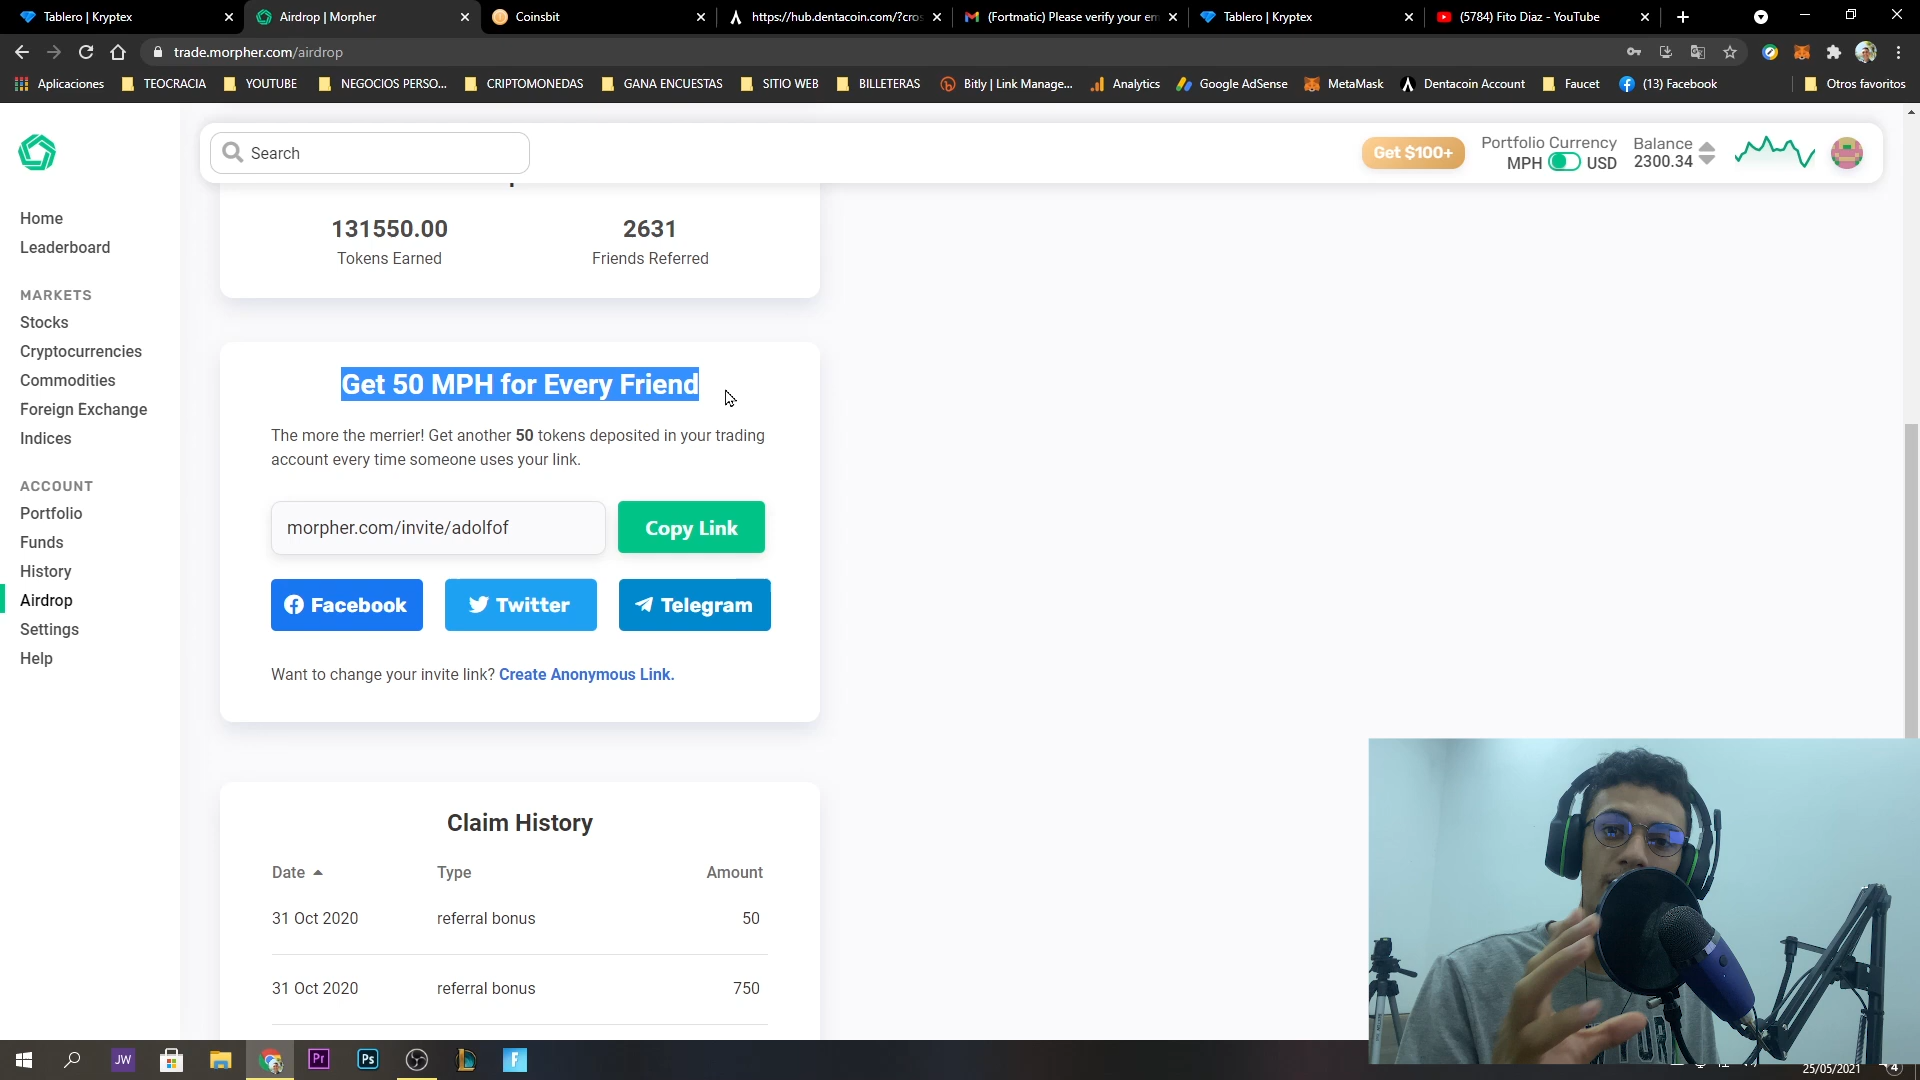 Tablero | Kryptex
Airdrop | Morpher
Coinsbit
https://hub.dentacoin.com/?cros
(Fortmatic) Please verify your em
Tablero | Kryptex
(5784) Fito Diaz - YouTube
trade.morpher.com/airdrop
Aplicaciones
TEOCRACIA
YOUTUBE
NEGOCIOS PERSO...
CRIPTOMONEDAS
GANA ENCUESTAS
SITIO WEB
BILLETERAS
Bitly | Link Manage...
Analytics
Google AdSense
MetaMask
Dentacoin Account
Faucet
(13) Facebook
Otros favoritos
Search
Get $100+
Portfolio Currency
MPH USD
Balance
2300.34
Home
Leaderboard
MARKETS
Stocks
Cryptocurrencies
Commodities
Foreign Exchange
Indices
ACCOUNT
Portfolio
Funds
History
Airdrop
Settings
Help
131550.00
Tokens Earned
2631
Friends Referred
Get 50 MPH for Every Friend
The more the merrier! Get another 50 tokens deposited in your trading
account every time someone uses your link.
morpher.com/invite/adolfof
Copy Link
Facebook
Twitter
Telegram
Want to change your invite link? Create Anonymous Link.
Claim History
Date Type Amount
31 Oct 2020 referral bonus 50
31 Oct 2020 referral bonus 750
JW
Pr
Ps
25/05/2021
4